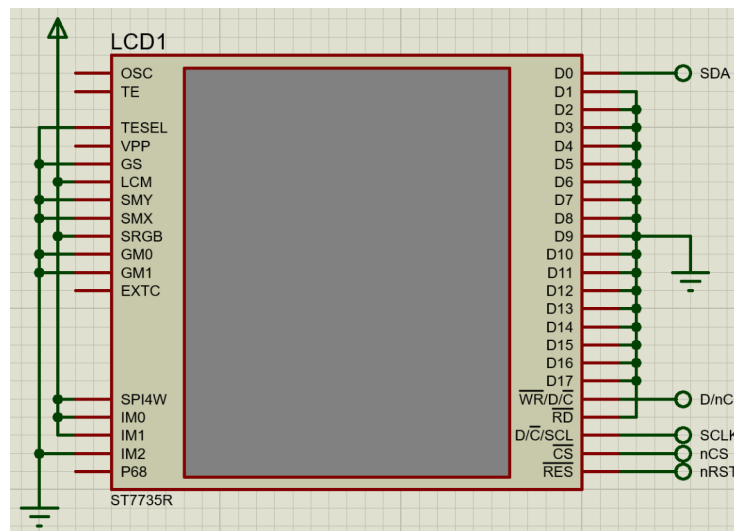 LCD1
OSC
TE
TESEL
VPP
GS
LCM
SMY
SMX
SRGB
GM0
GM1
EXTC
SPI4W
IM0
IM1
IM2
P68
D0
D1
D2
D3
D4
D5
D6
D7
D8
D9
D10
D11
D12
D13
D14
D15
D16
D17
WR/D/C
RD
D/C/SCL
CS
RES
SDA
D/nC
SCLK
nCS
nRST
ST7735R